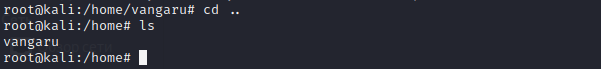 root@kali:/home/vangaru# cd ..
root@kali:/home# ls
vangaru
root@kali:/home#